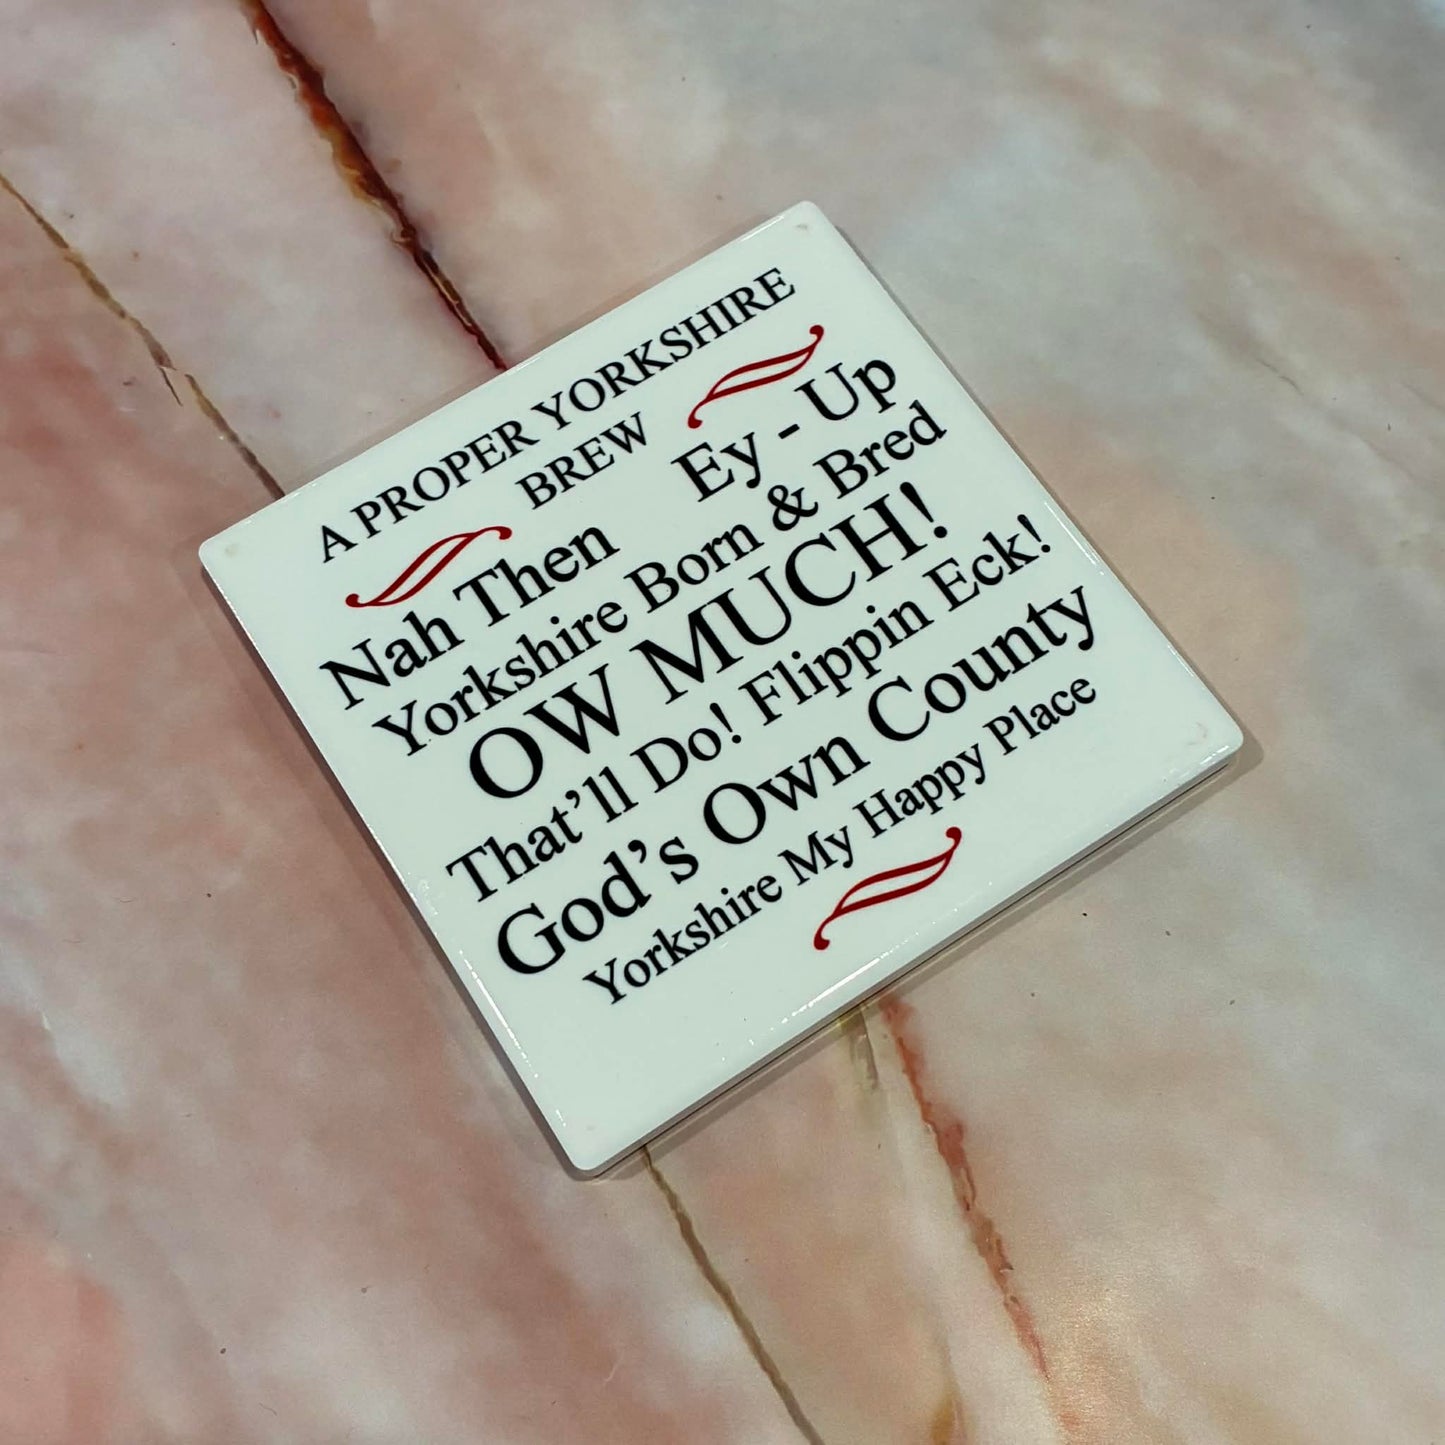 A PROPER YORKSHIRE
BREW
Nah Then Ey - Up
Yorkshire Born & Bred
OW MUCH!
That'll Do! Flippin Eck!
God's Own County
Yorkshire My Happy Place